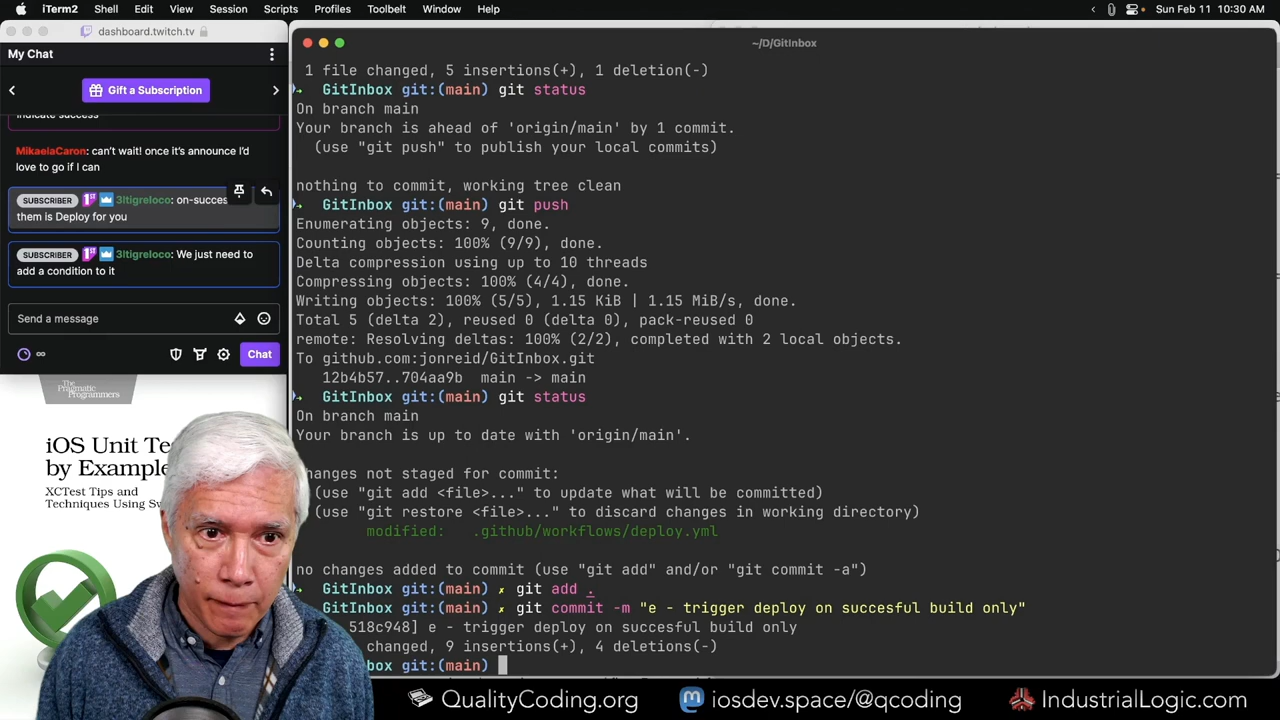 iTerm2 Shell Edit View Session Scripts Profiles Toolbelt Window Help
Sun Feb 11 10:30 AM
dashboard.twitch.tv
My Chat
Gift a Subscription
indicate success
MikaelaCaron: can't wait! once it's announce I'd
love to go if I can
SUBSCRIBER 3ltigreloco: on-succes
them is Deploy for you
SUBSCRIBER 3ltigreloco: We just need to
add a condition to it
Send a message
Chat
The
Pragmatic
Programmers
iOS Unit Te
by Example
XCTest Tips and
Techniques Using Sw
~/D/GitInbox
1 file changed, 5 insertions(+), 1 deletion(-)
→ GitInbox git:(main) git status
On branch main
Your branch is ahead of 'origin/main' by 1 commit.
(use "git push" to publish your local commits)
nothing to commit, working tree clean
→ GitInbox git:(main) git push
Enumerating objects: 9, done.
Counting objects: 100% (9/9), done.
Delta compression using up to 10 threads
Compressing objects: 100% (4/4), done.
Writing objects: 100% (5/5), 1.15 KiB | 1.15 MiB/s, done.
Total 5 (delta 2), reused 0 (delta 0), pack-reused 0
remote: Resolving deltas: 100% (2/2), completed with 2 local objects.
To github.com:jonreid/GitInbox.git
12b4b57..704aa9b main -> main
→ GitInbox git:(main) git status
On branch main
Your branch is up to date with 'origin/main'.
hanges not staged for commit:
(use "git add <file>..." to update what will be committed)
(use "git restore <file>..." to discard changes in working directory)
modified: .github/workflows/deploy.yml
no changes added to commit (use "git add" and/or "git commit -a")
→ GitInbox git:(main) ✗ git add .
→ GitInbox git:(main) ✗ git commit -m "e - trigger deploy on succesful build only"
518c948] e - trigger deploy on succesful build only
changed, 9 insertions(+), 4 deletions(-)
box git:(main)
QualityCoding.org
iosdev.space/@qcoding
IndustrialLogic.com